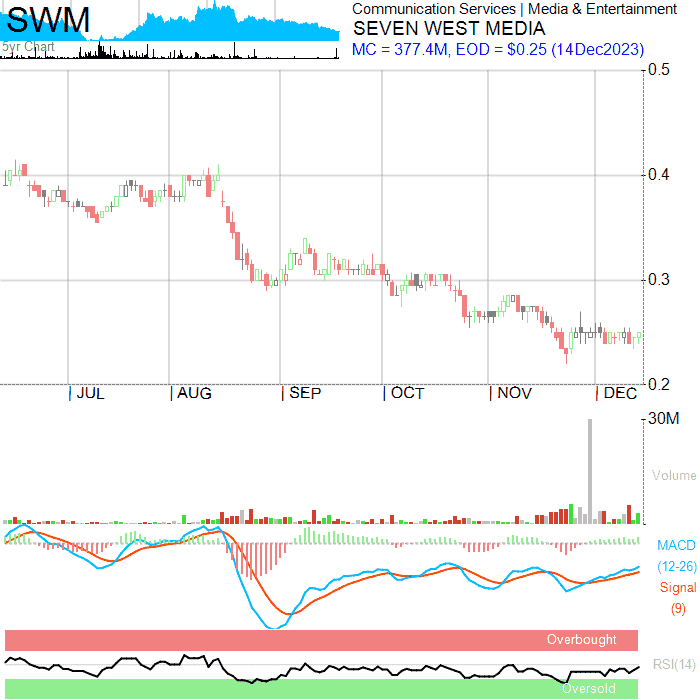 SWM
5yr Chart
Communication Services | Media & Entertainment
SEVEN WEST MEDIA
MC = 377.4M, EOD = $0.25 (14Dec2023)
0.5
0.4
0.3
0.2
JUL AUG SEP OCT NOV DEC
30M
Volume
MACD
(12-26)
Signal
(9)
Overbought
RSI(14)
Oversold